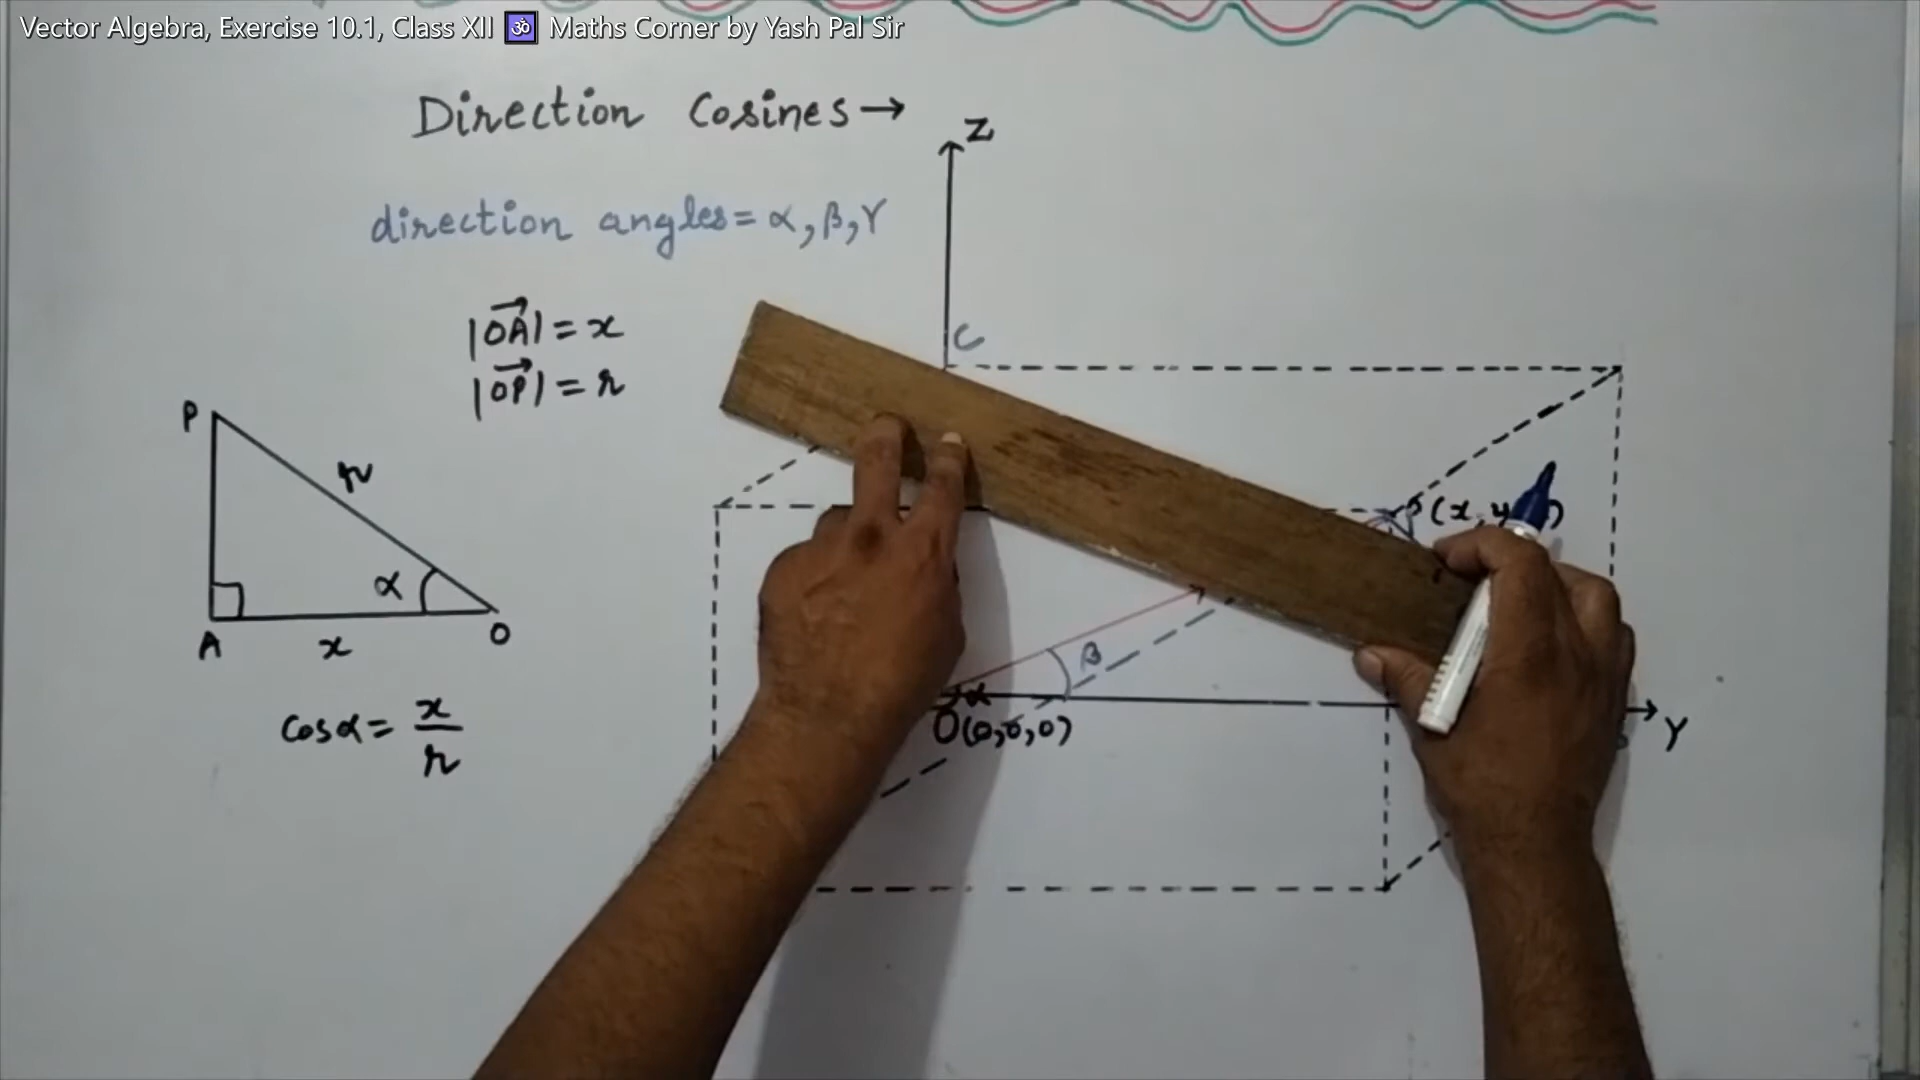 Vector Algebra, Exercise 10.1, Class XII 🕉 Maths Corner by Yash Pal Sir
Direction Cosines→
Z
direction angles = α, β, γ
|OA⃗| = x
C
|OP⃗| = r
P
r
(x, y
α
β
A
x
O
α
O(0,0,0)
Y
cosα = x/r